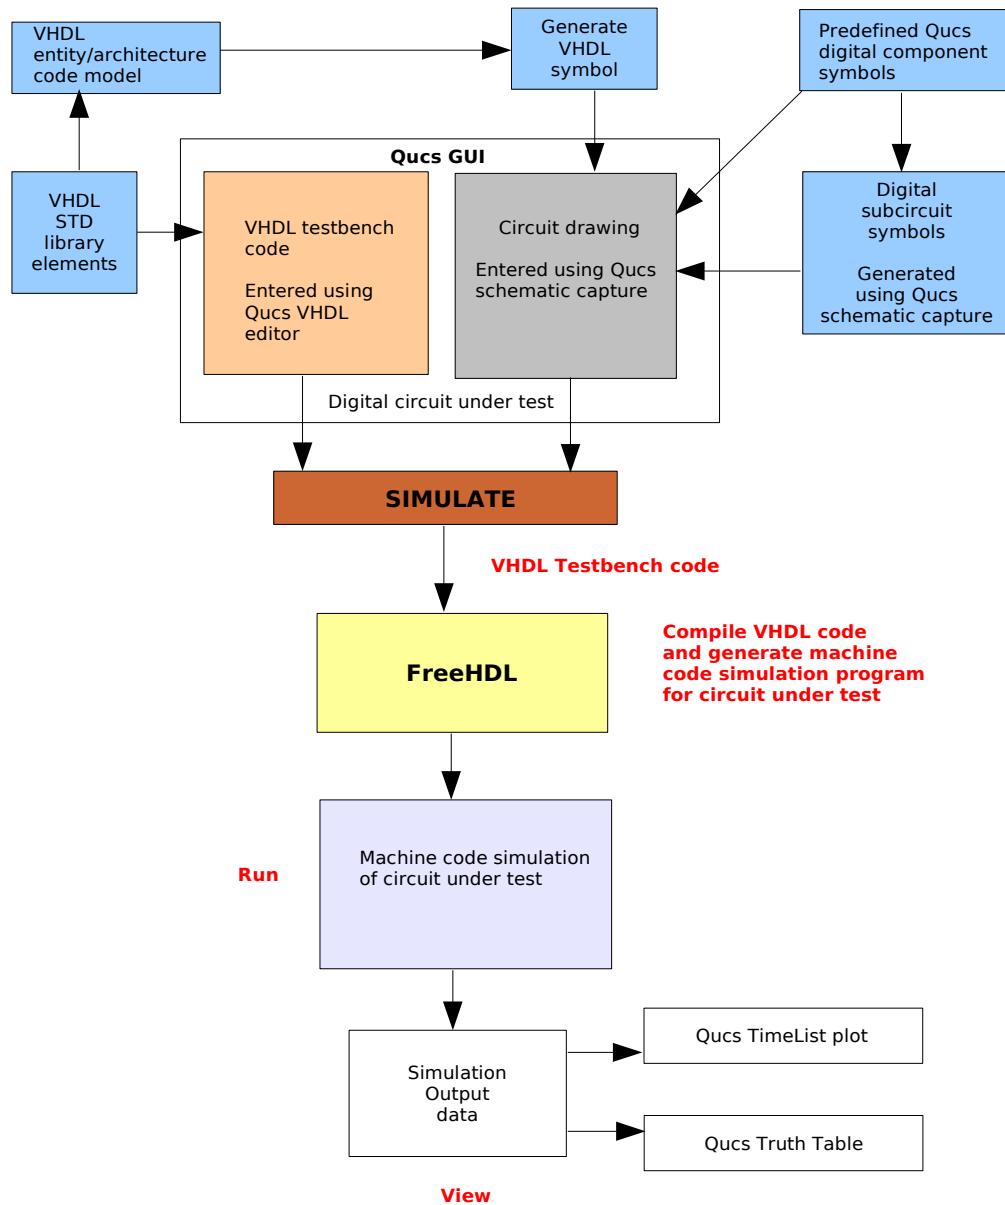 VHDL
entity/architecture
code model
Generate
VHDL
symbol
Predefined Qucs
digital component
symbols
Qucs GUI
VHDL
STD
library
elements
VHDL testbench
code
Entered using
Qucs VHDL
editor
Circuit drawing
Entered using Qucs
schematic capture
Digital
subcircuit
symbols
Generated
using Qucs
schematic capture
Digital circuit under test
SIMULATE
VHDL Testbench code
FreeHDL
Compile VHDL code
and generate machine
code simulation program
for circuit under test
Run
Machine code simulation
of circuit under test
Simulation
Output
data
Qucs TimeList plot
Qucs Truth Table
View